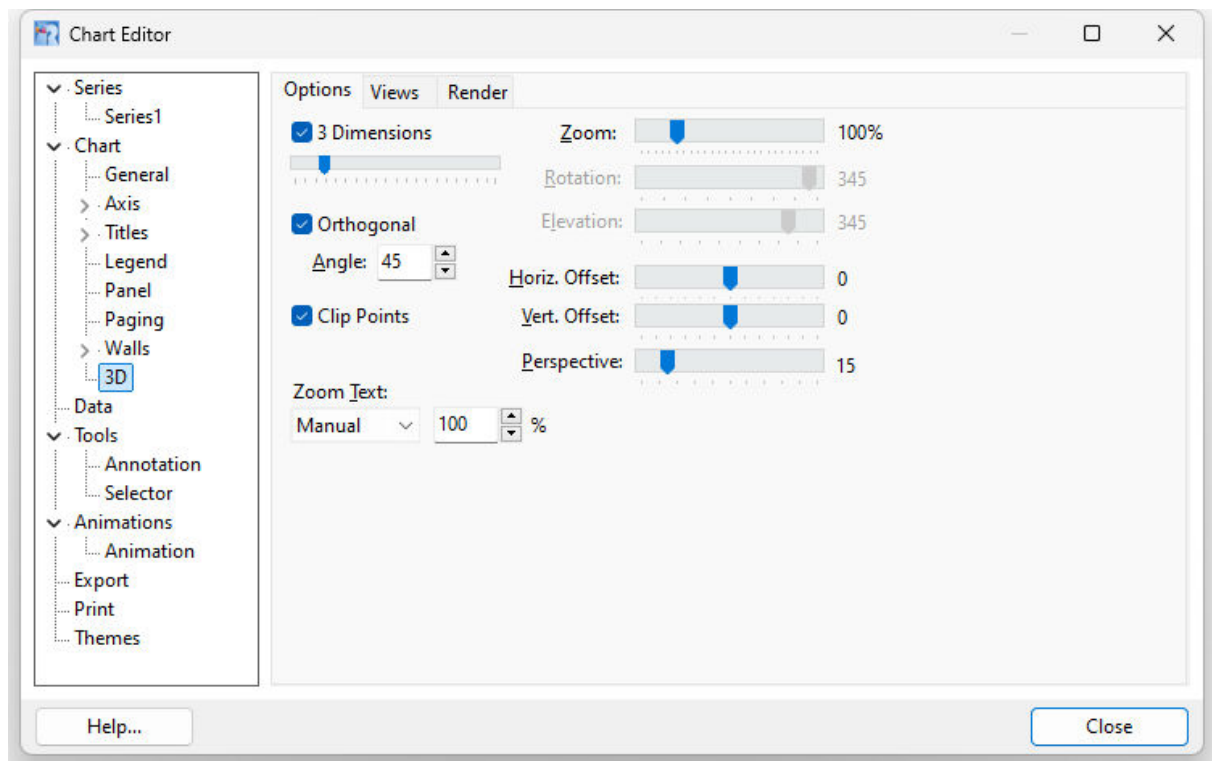 Chart Editor
Series
Series1
Chart
General
Axis
Titles
Legend
Panel
Paging
Walls
3D
Data
Tools
Annotation
Selector
Animations
Animation
Export
Print
Themes
Options Views Render
3 Dimensions
Orthogonal
Angle: 45
Clip Points
Zoom Text:
Manual 100 %
Zoom: 100%
Rotation: 345
Elevation: 345
Horiz. Offset: 0
Vert. Offset: 0
Perspective: 15
Help... Close